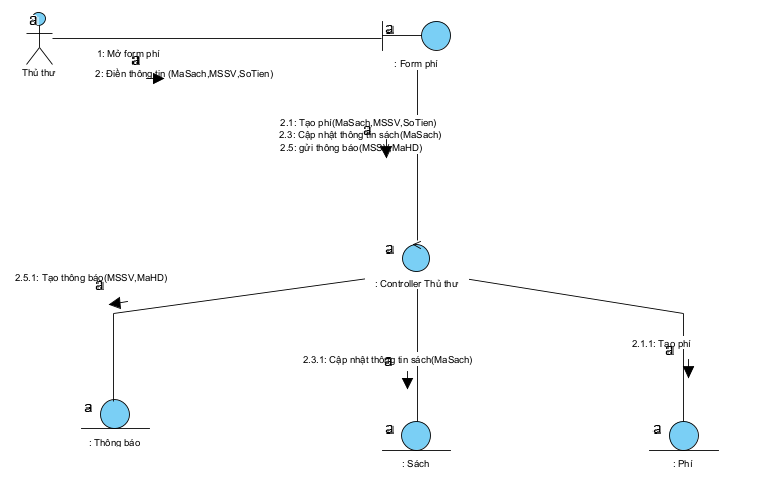 a
a
1: Mở form phí
a
2: Điền thông tin (MaSach,MSSV,SoTien)
Thủ thư
: Form phí
2.1: Tạo phí(MaSach,MSSV,SoTien)
a
2.3: Cập nhật thông tin sách(MaSach)
2.5: gửi thông báo(MSSV,MaHD)
a
: Controller Thủ thư
2.5.1: Tạo thông báo(MSSV,MaHD)
a
2.3.1: Cập nhật thông tin sách(MaSach)
a
2.1.1: Tạo phí
a
a
: Thông báo
a
: Sách
a
: Phí